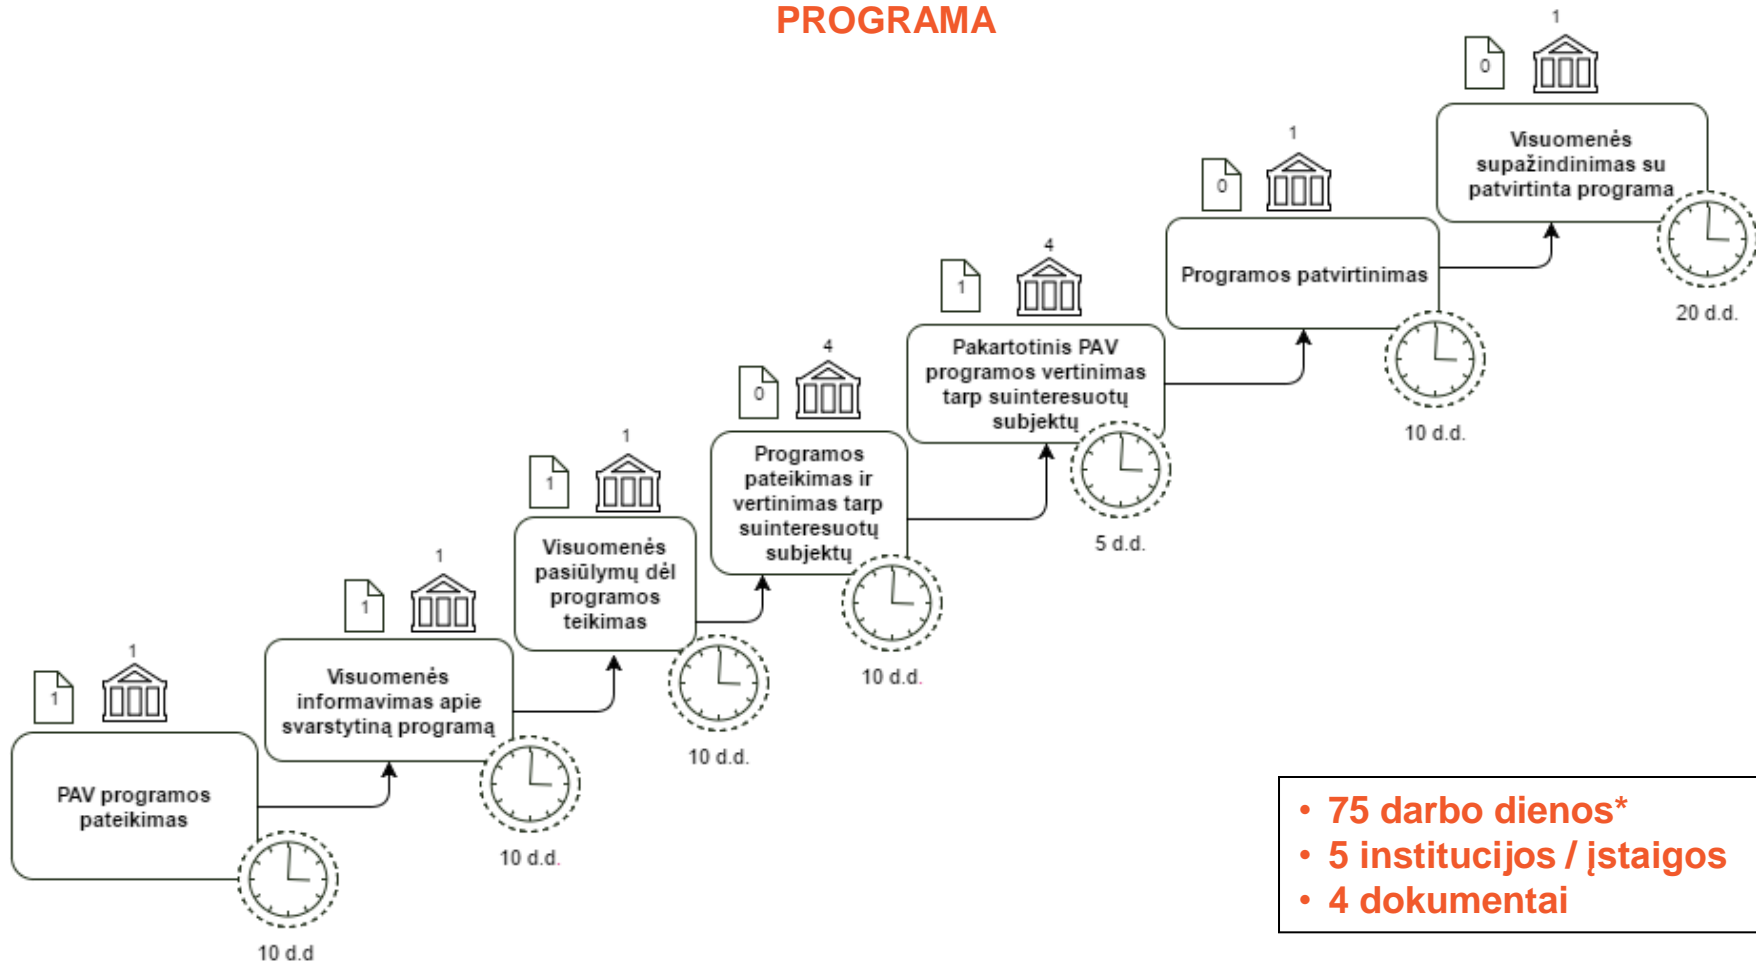 PROGRAMA
1
1
PAV programos
pateikimas
10 d.d
1
1
Visuomenės
informavimas apie
svarstytiną programą
10 d.d.
1
1
Visuomenės
pasiūlymų dėl
programos
teikimas
10 d.d.
0
4
Programos
pateikimas ir
vertinimas tarp
suinteresuotų
subjektų
10 d.d.
1
4
Pakartotinis PAV
programos vertinimas
tarp suinteresuotų
subjektų
5 d.d.
0
1
Programos patvirtinimas
10 d.d.
0
1
Visuomenės
supažindinimas su
patvirtinta programa
20 d.d.
• 75 darbo dienos*
• 5 institucijos / įstaigos
• 4 dokumentai